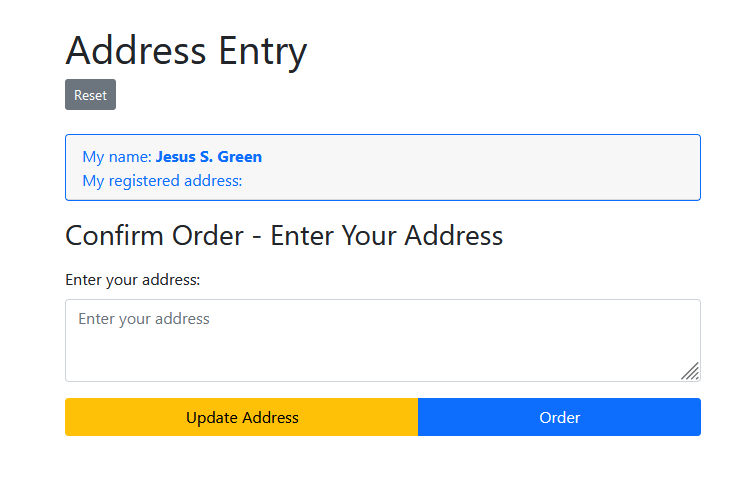 Address Entry
Reset
My name: Jesus S. Green
My registered address:
Confirm Order - Enter Your Address
Enter your address:
Enter your address
Update Address
Order